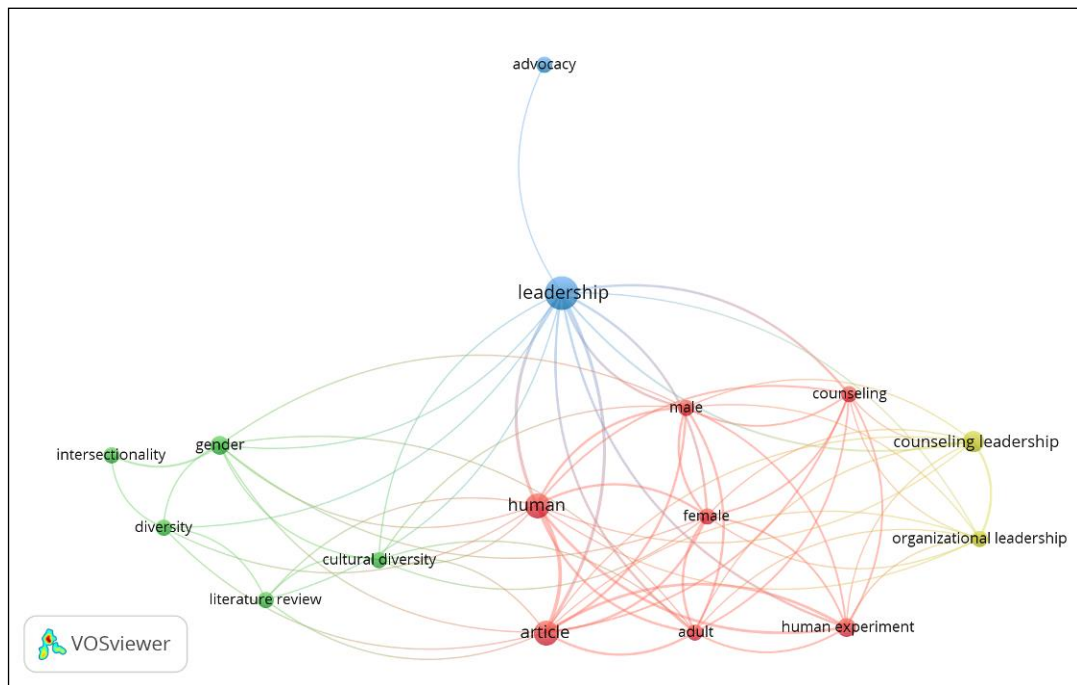 advocacy
leadership
counseling
male
counseling leadership
gender
intersectionality
human
female
diversity
organizational leadership
cultural diversity
literature review
human experiment
article
adult
VOSviewer